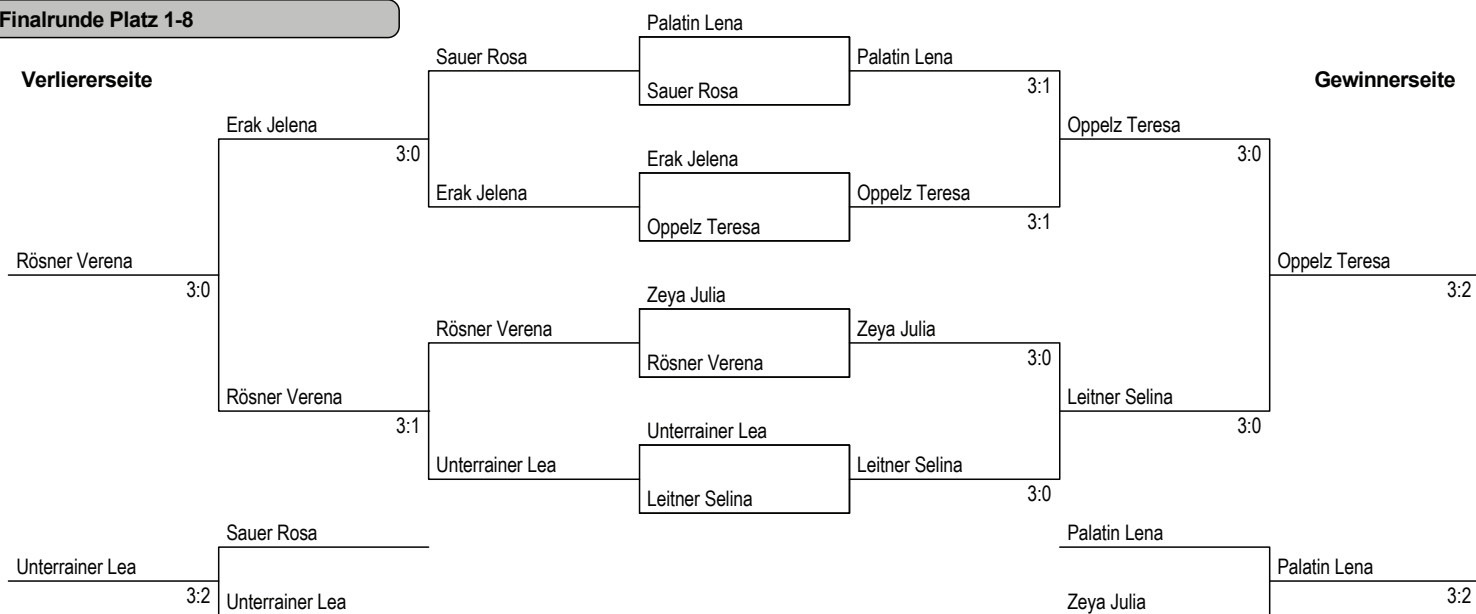 Finalrunde Platz 1-8
Verliererseite
Gewinnerseite
Palatin Lena
Sauer Rosa
Palatin Lena
3:1
Sauer Rosa
Erak Jelena
3:0
Oppelz Teresa
3:0
Erak Jelena
Erak Jelena
Oppelz Teresa
3:1
Oppelz Teresa
Rösner Verena
3:0
Oppelz Teresa
3:2
Zeya Julia
Rösner Verena
Zeya Julia
3:0
Rösner Verena
Rösner Verena
3:1
Leitner Selina
3:0
Unterrainer Lea
Unterrainer Lea
Leitner Selina
3:0
Leitner Selina
Sauer Rosa
Palatin Lena
Unterrainer Lea
3:2
Palatin Lena
3:2
Unterrainer Lea
Zeya Julia